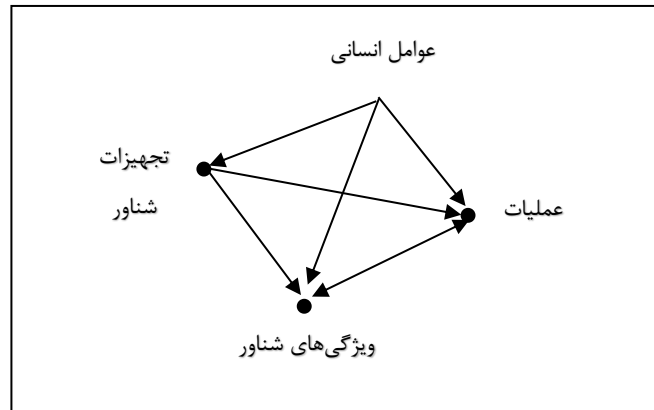 عوامل انسانی
تجهیزات
شناور
عملیات
ویژگی‌های شناور